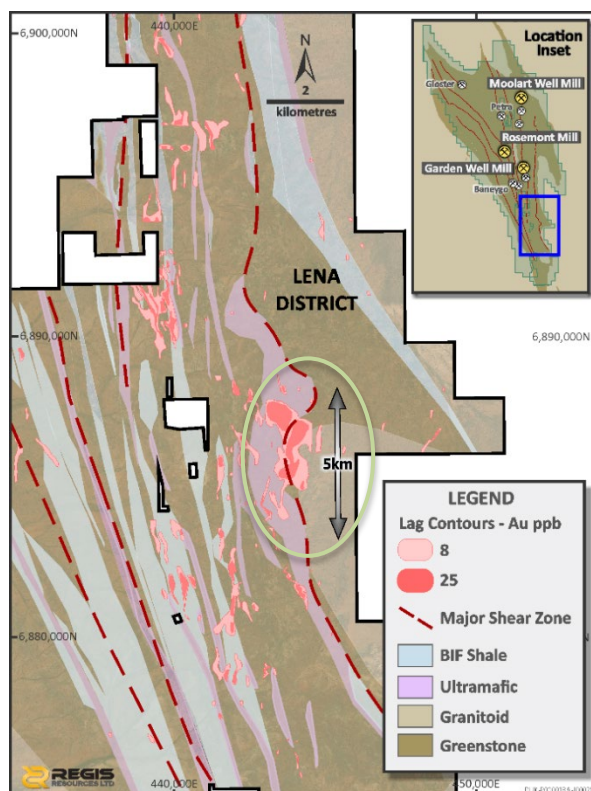 6,900,000N
440,000E
N
2
kilometres
Location
Inset
Gloster
Moolart Well Mill
Petra
Rosemont Mill
Garden Well Mill
Baneygo
LENA
DISTRICT
6,890,000N
6,890,000N
5km
LEGEND
Lag Contours - Au ppb
8
25
Major Shear Zone
BIF Shale
Ultramafic
Granitoid
Greenstone
6,880,000N
REGIS
RESOURCES LTD
440,000E
450,000E